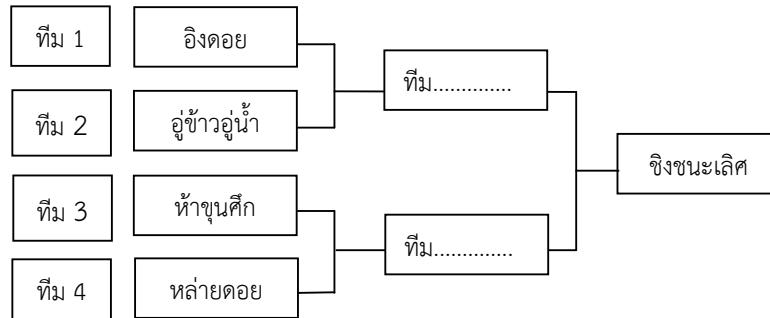 ทีม 1 อิงดอย
ทีม..............
ทีม 2 อู่ข้าวอู่น้ำ
ชิงชนะเลิศ
ทีม 3 ห้าขุนศึก
ทีม..............
ทีม 4 หล่ายดอย